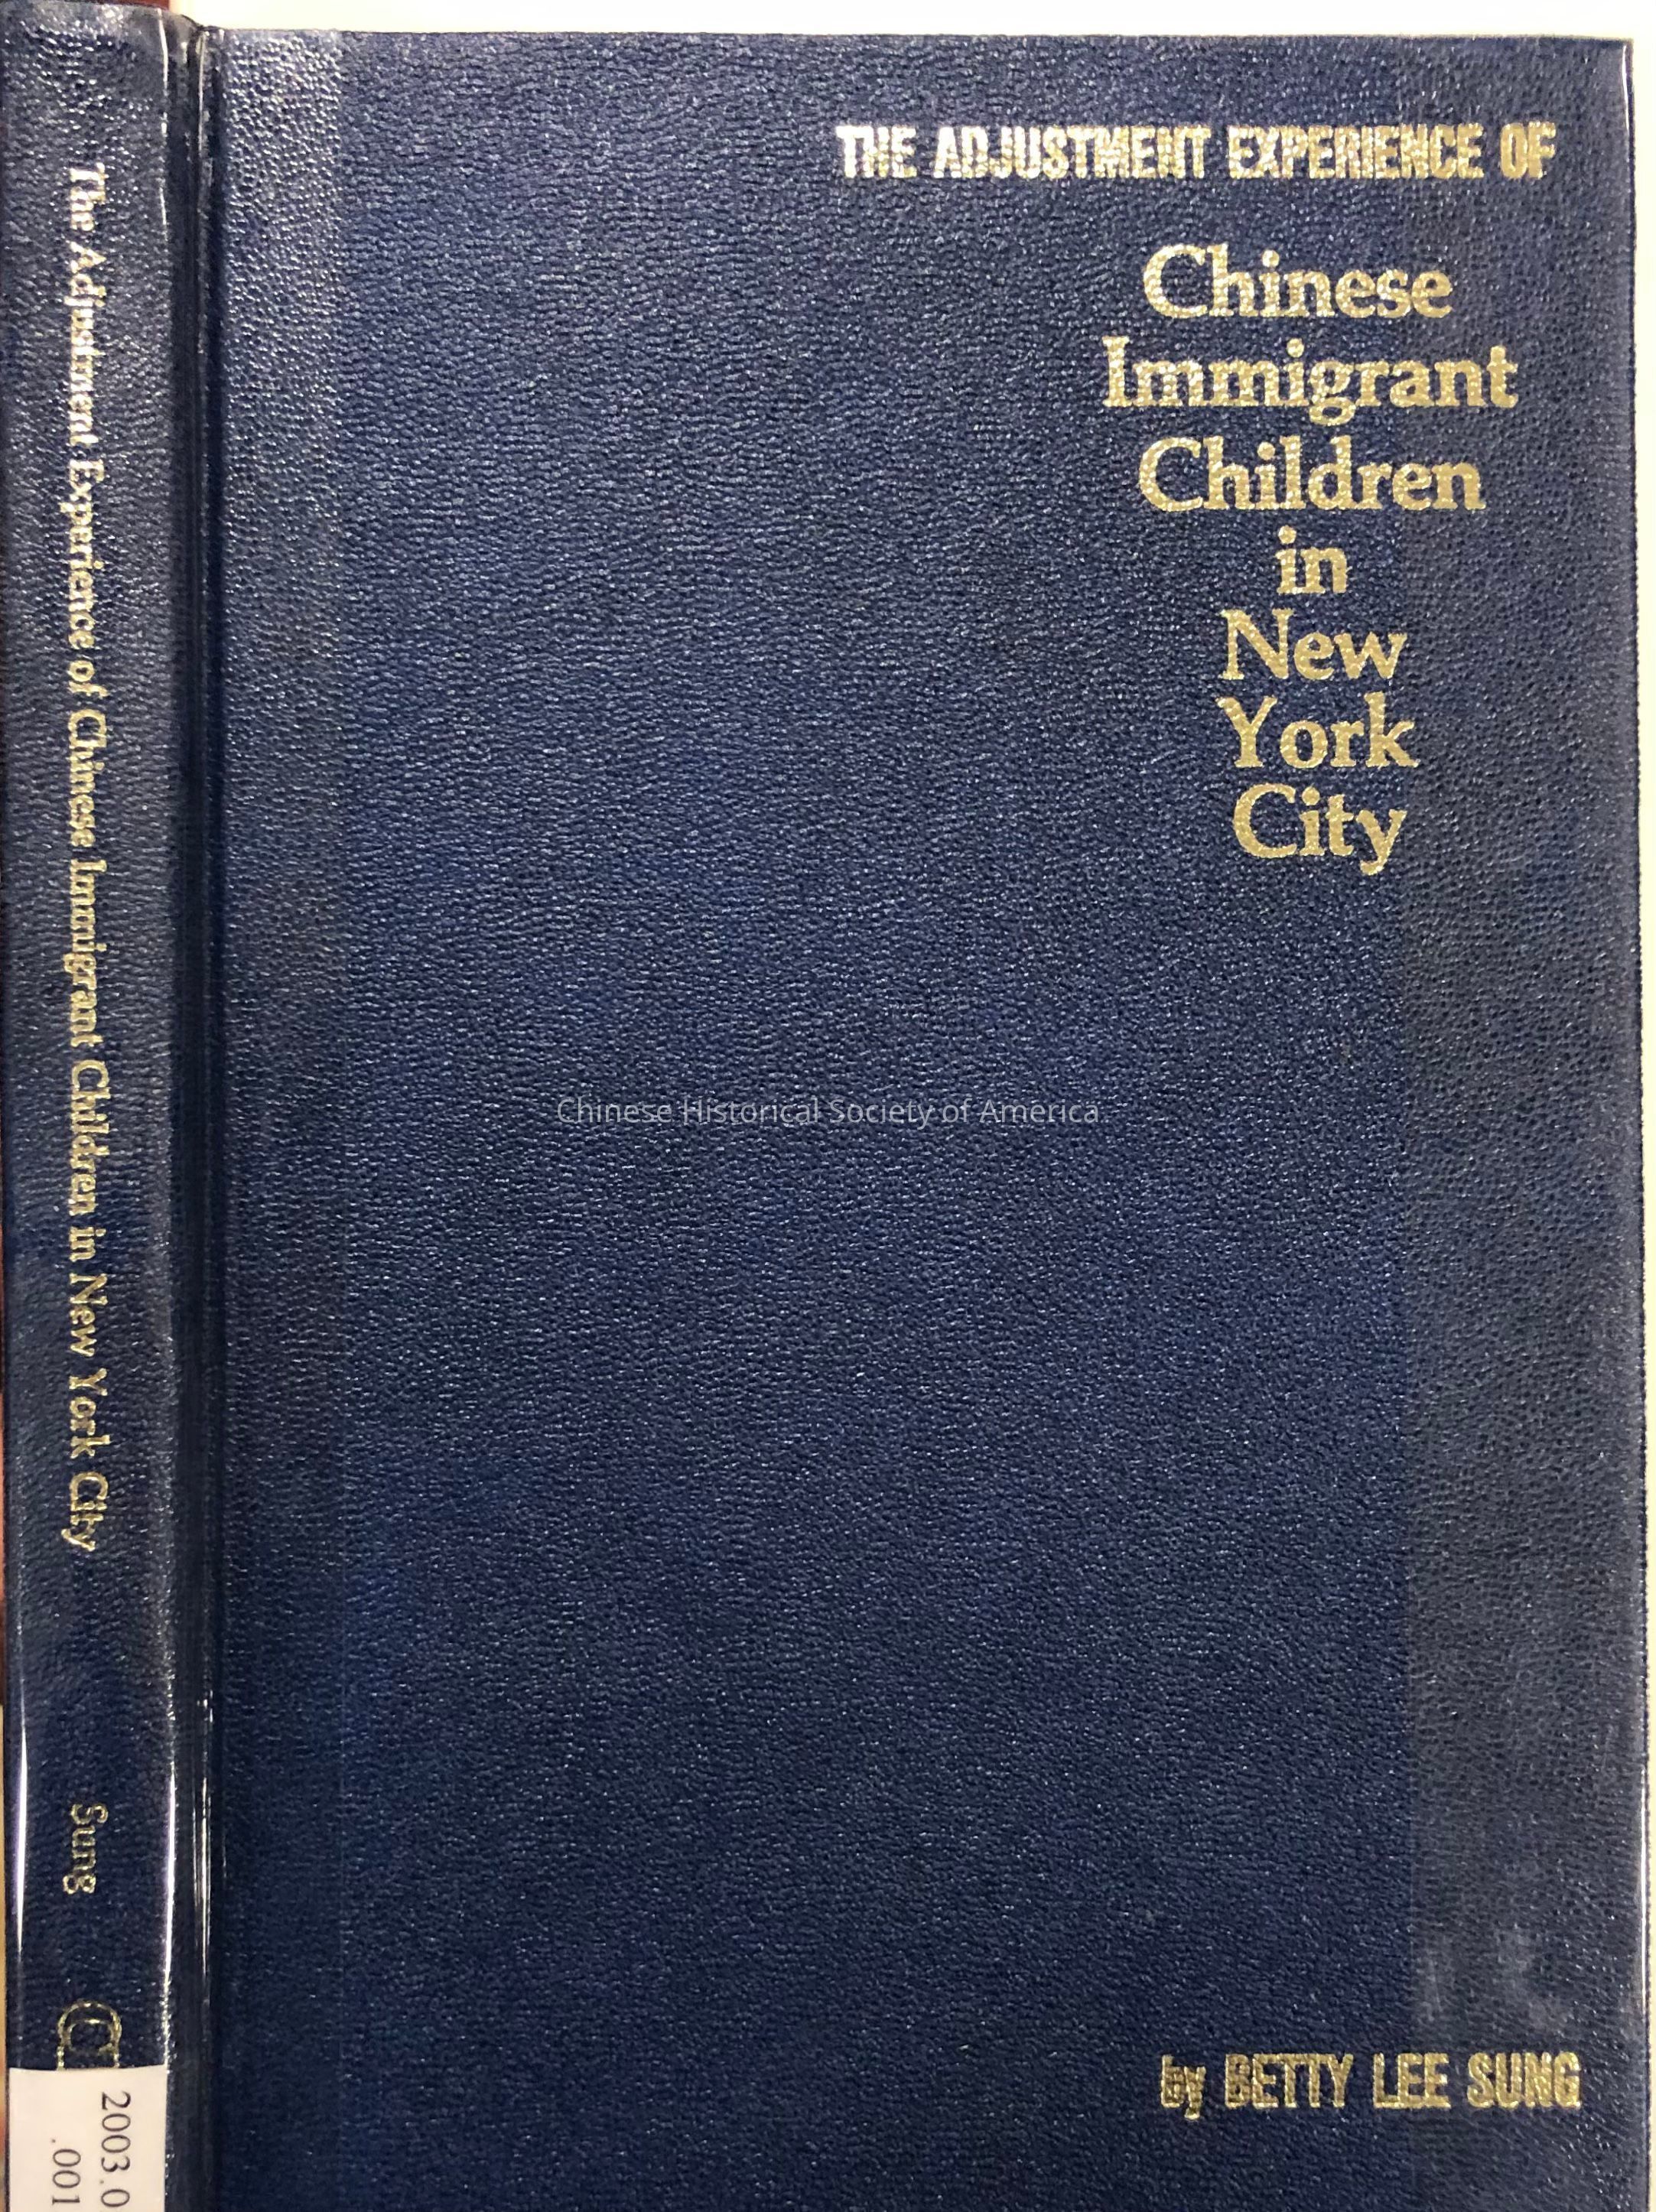 THE ADJUSTMENT EXPERIENCE OF
Chinese
Immigrant
Children
in
New
York
City
Chinese Historical Society of America
by BETTY LEE SUNG
The Adjustment Experience of Chinese Immigrant Children in New York City
Sung
2003.0
.001